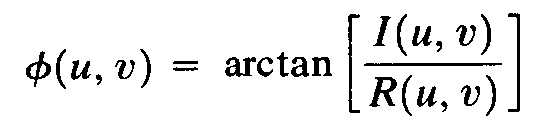 ϕ(u, v) = arctan [ I(u, v) / R(u, v) ]